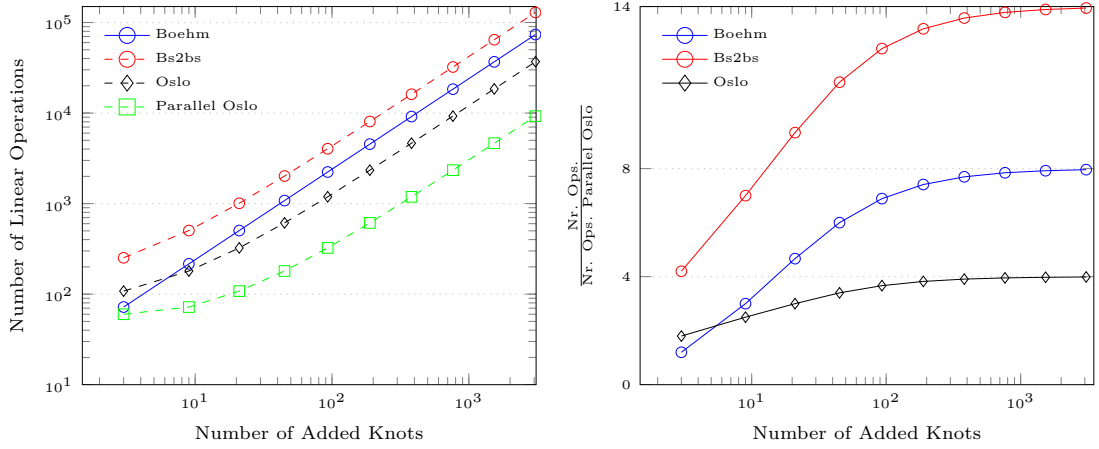 10^5
10^4
10^3
10^2
10^1
10^1
10^2
10^3
Number of Linear Operations
Number of Added Knots
Boehm
Bs2bs
Oslo
Parallel Oslo
14
8
4
0
10^1
10^2
10^3
Nr. Ops.
Nr. Ops. Parallel Oslo
Number of Added Knots
Boehm
Bs2bs
Oslo